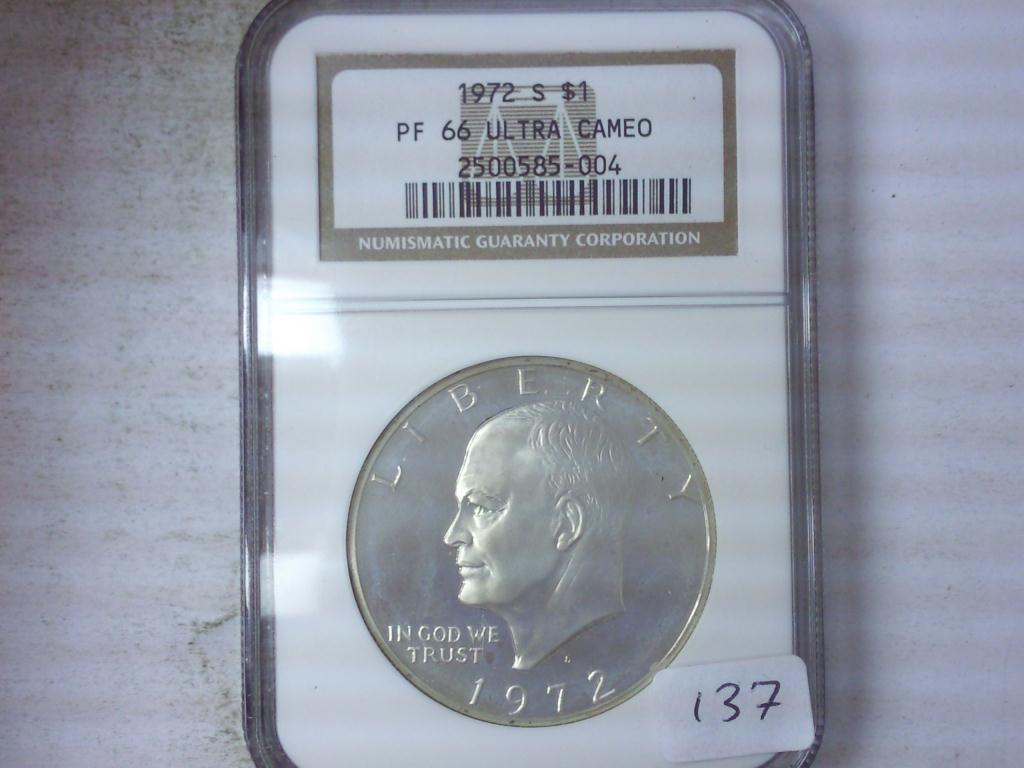 1972 S $1
PF 66 ULTRA CAMEO
2500585-004
NUMISMATIC GUARANTY CORPORATION
LIBERTY
IN GOD WE
TRUST
1972
137